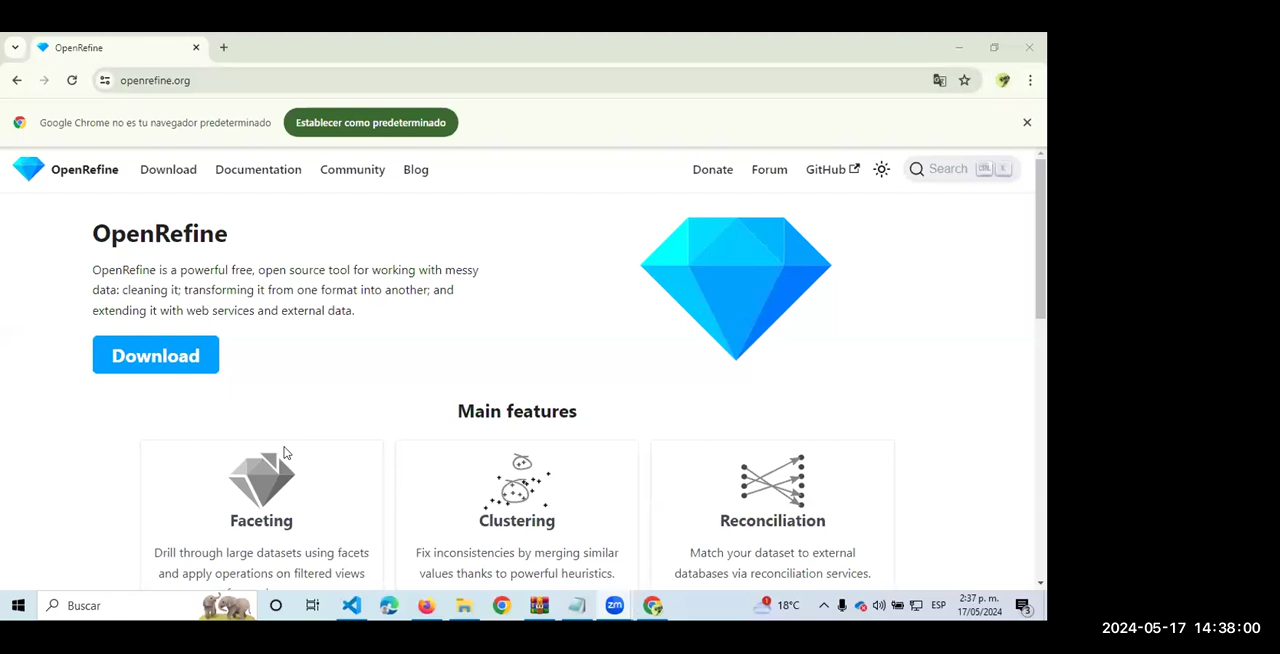 OpenRefine
openrefine.org
Google Chrome no es tu navegador predeterminado
Establecer como predeterminado
OpenRefine Download Documentation Community Blog Donate Forum GitHub Search CTRL K
OpenRefine
OpenRefine is a powerful free, open source tool for working with messy
data: cleaning it; transforming it from one format into another; and
extending it with web services and external data.
Download
Main features
Faceting
Drill through large datasets using facets
and apply operations on filtered views
Clustering
Fix inconsistencies by merging similar
values thanks to powerful heuristics.
Reconciliation
Match your dataset to external
databases via reconciliation services.
Buscar
zm
1
18°C
ESP
2:37 p. m.
17/05/2024
3
2024-05-17 14:38:00